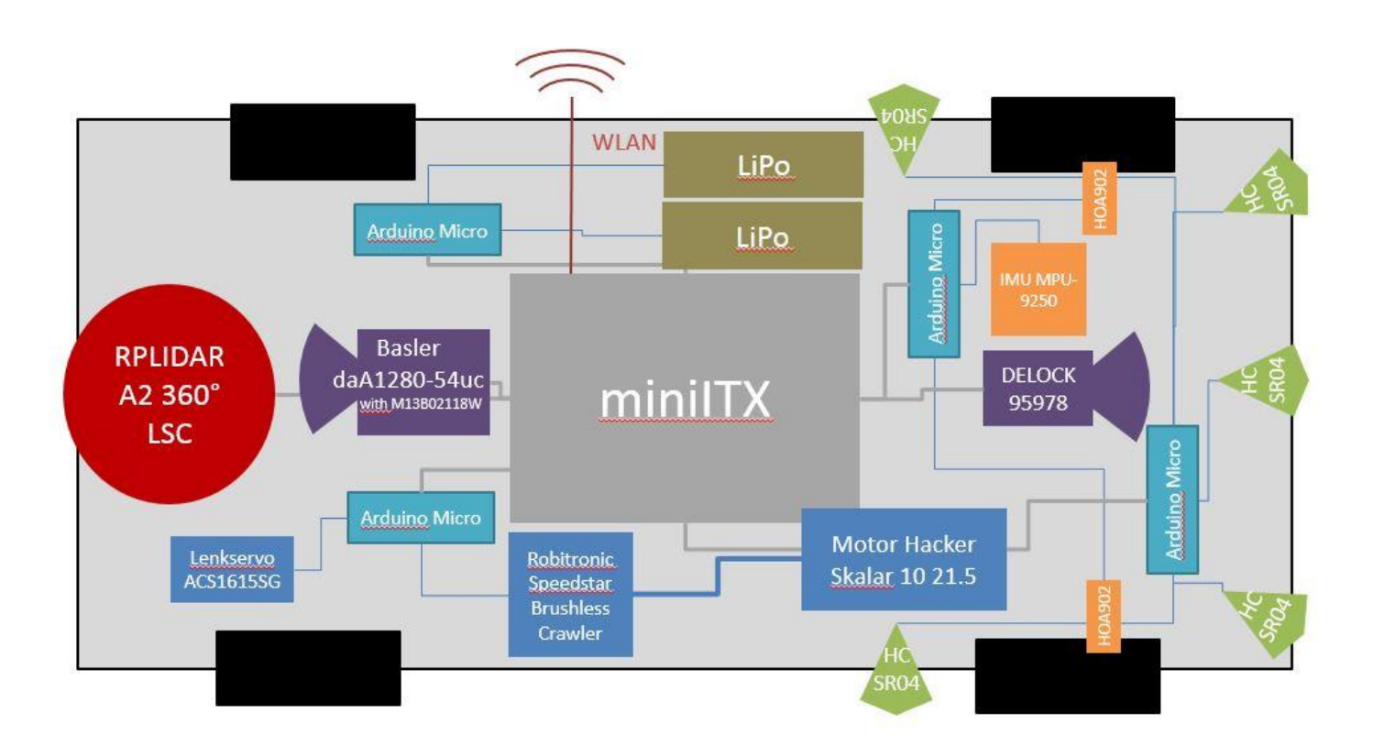 WLAN
LiPo
LiPo
Arduino Micro
HC
SR04
HOA902
HC
SR04
Arduino Micro
IMU MPU-
9250
RPLIDAR
A2 360°
LSC
Basler
daA1280-54uc
with M13B02118W
miniITX
DELOCK
95978
HC
SR04
Arduino Micro
Arduino Micro
Lenkservo
ACS1615SG
Robitronic
Speedstar
Brushless
Crawler
Motor Hacker
Skalar 10 21.5
HOA902
HC
SR04
HC
SR04